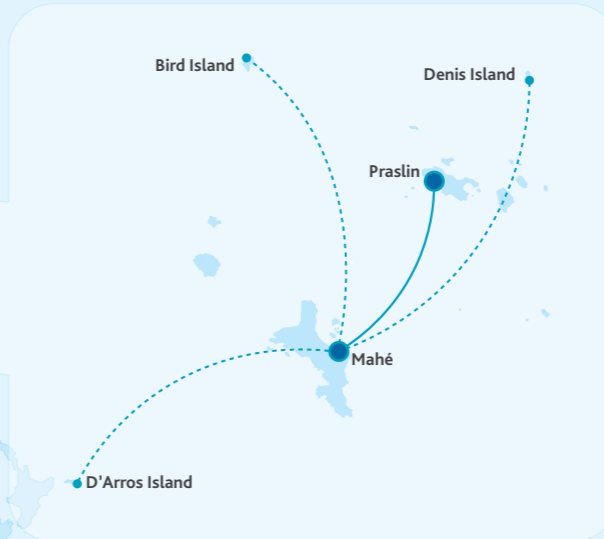 Bird Island
Denis Island
Praslin
Mahé
D'Arros Island